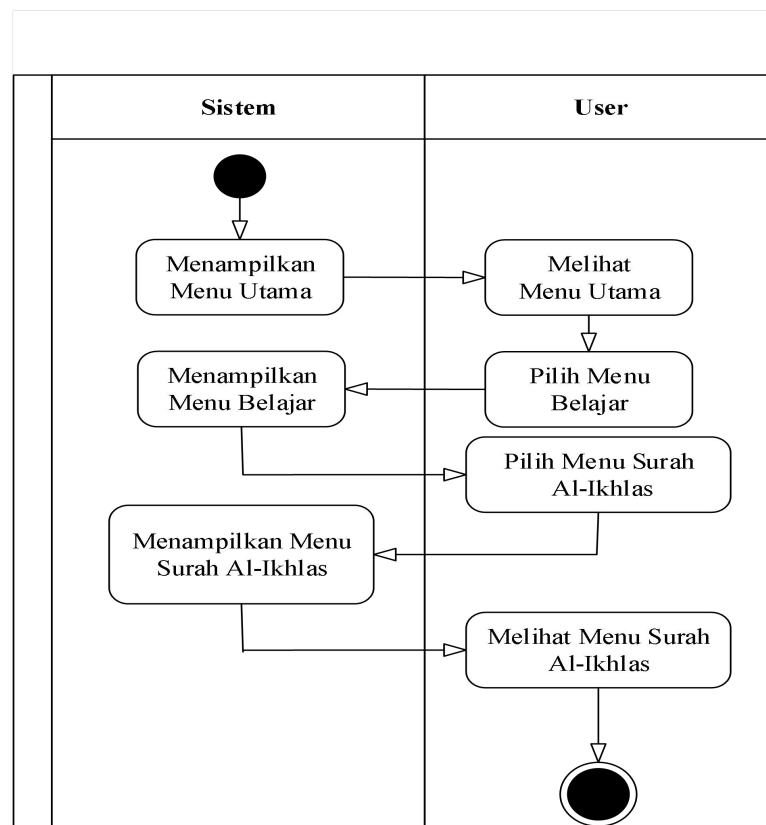 Sistem
User
Menampilkan
Menu Utama
Melihat
Menu Utama
Menampilkan
Menu Belajar
Pilih Menu
Belajar
Pilih Menu Surah
Al-Ikhlas
Menampilkan Menu
Surah Al-Ikhlas
Melihat Menu Surah
Al-Ikhlas